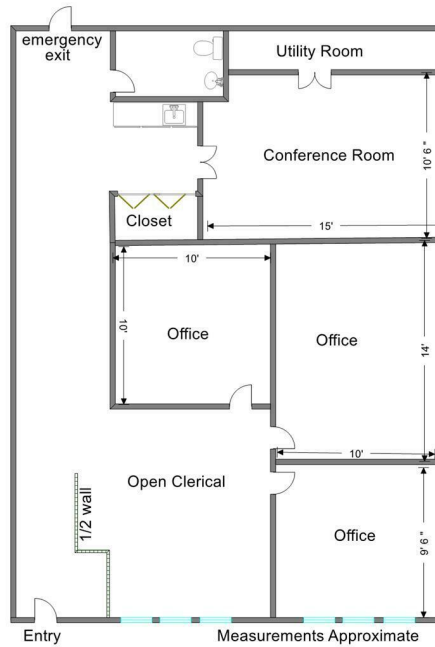 emergency
exit
Utility Room
Conference Room
10' 6 "
Closet
15'
10'
10'
Office
Office
14'
10'
Open Clerical
1/2 wall
Office
9' 6 "
Entry
Measurements Approximate